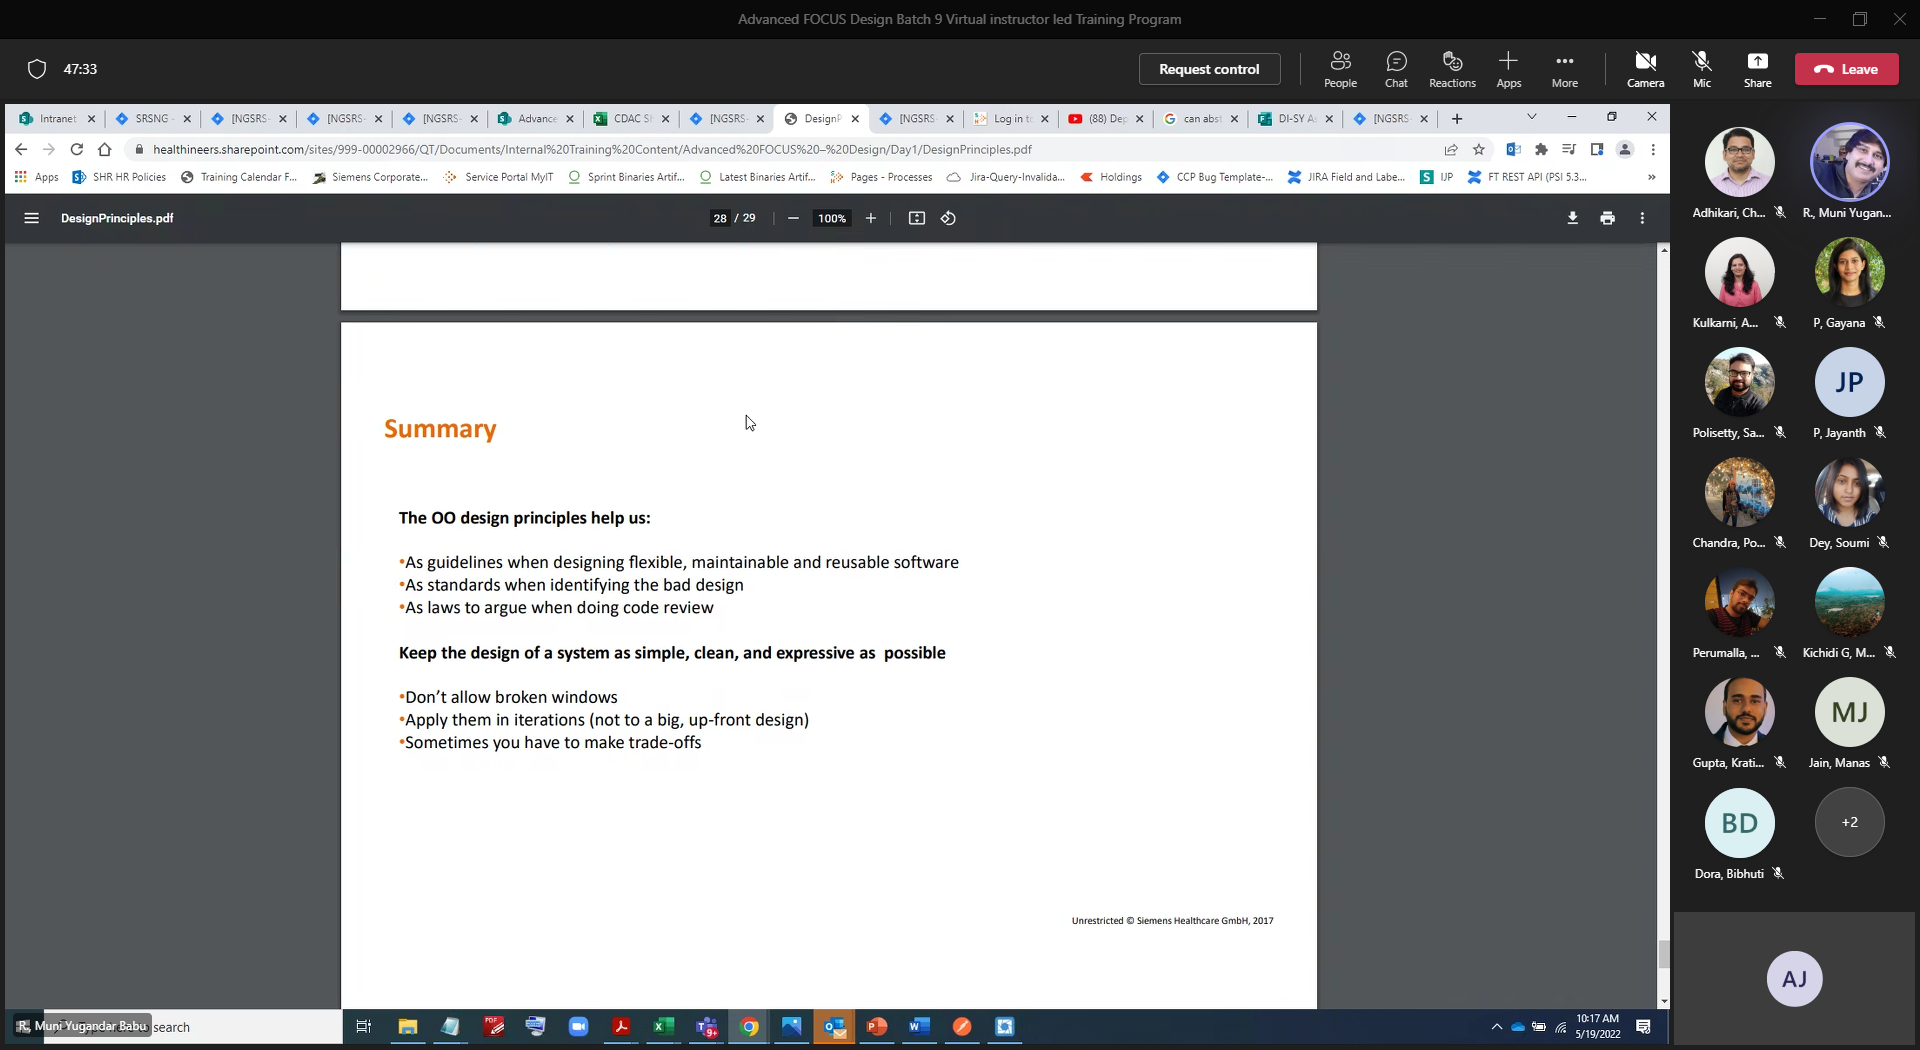 Advanced FOCUS Design Batch 9 Virtual instructor led Training Program
47:33
Request control
People
Chat
Reactions
Apps
More
Camera
Mic
Share
Leave
Intranet
SRSNG -
[NGSRS-
[NGSRS-
[NGSRS-
Advance
CDAC S
[NGSRS-
DesignP
[NGSRS-
Log in to
(88) Dep
can abst
DI-SY A
[NGSRS-
healthineers.sharepoint.com/sites/999-00002966/QT/Documents/Internal%20Training%20Content/Advanced%20FOCUS%20–%20Design/Day1/DesignPrinciples.pdf
Apps
SHR HR Policies
Training Calendar F...
Siemens Corporate...
Service Portal MyIT
Sprint Binaries Artif...
Latest Binaries Artif...
Pages - Processes
Jira-Query-Invalida...
Holdings
CCP Bug Template-...
JIRA Field and Labe...
IJP
FT REST API (PSI 5.3...
»
DesignPrinciples.pdf
28 / 29
100%
Summary
The OO design principles help us:
•As guidelines when designing flexible, maintainable and reusable software
•As standards when identifying the bad design
•As laws to argue when doing code review
Keep the design of a system as simple, clean, and expressive as possible
•Don’t allow broken windows
•Apply them in iterations (not to a big, up-front design)
•Sometimes you have to make trade-offs
Unrestricted © Siemens Healthcare GmbH, 2017
Adhikari, Ch...
R., Muni Yugan...
Kulkarni, A...
P, Gayana
Polisetty, Sa...
JP
P, Jayanth
Chandra, Po...
Dey, Soumi
Perumalla, ...
Kichidi G, M...
Gupta, Krati...
MJ
Jain, Manas
BD
Dora, Bibhuti
+2
AJ
R., Muni Yugandar Babu
search
9+
10:17 AM
5/19/2022